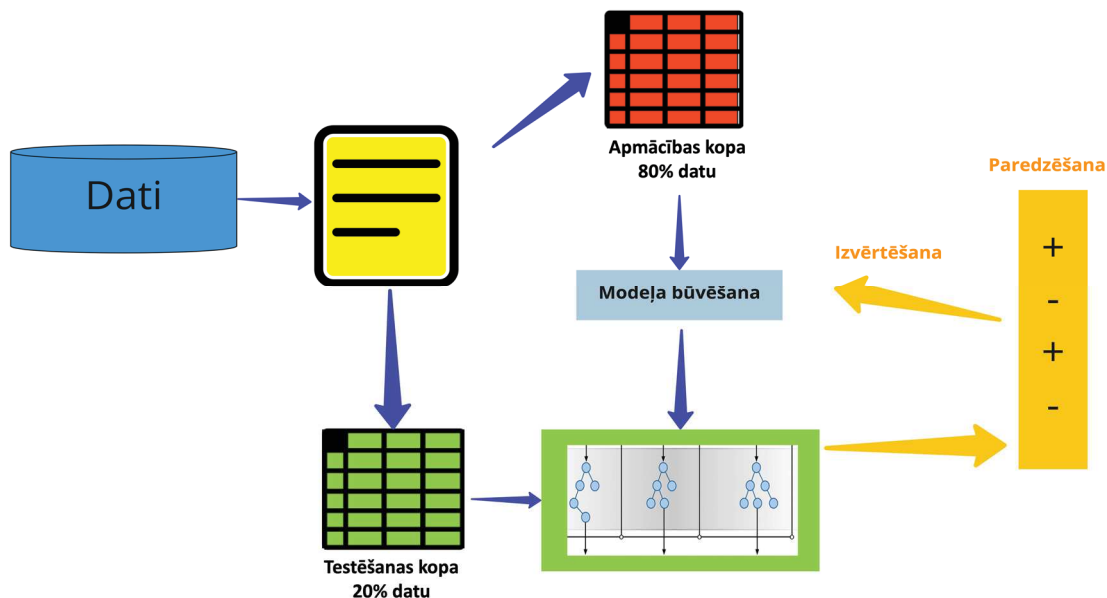 Dati
Apmācības kopa
80% datu
Paredzēšana
Izvērtēšana
Modeļa būvēšana
+
-
+
-
Testēšanas kopa
20% datu